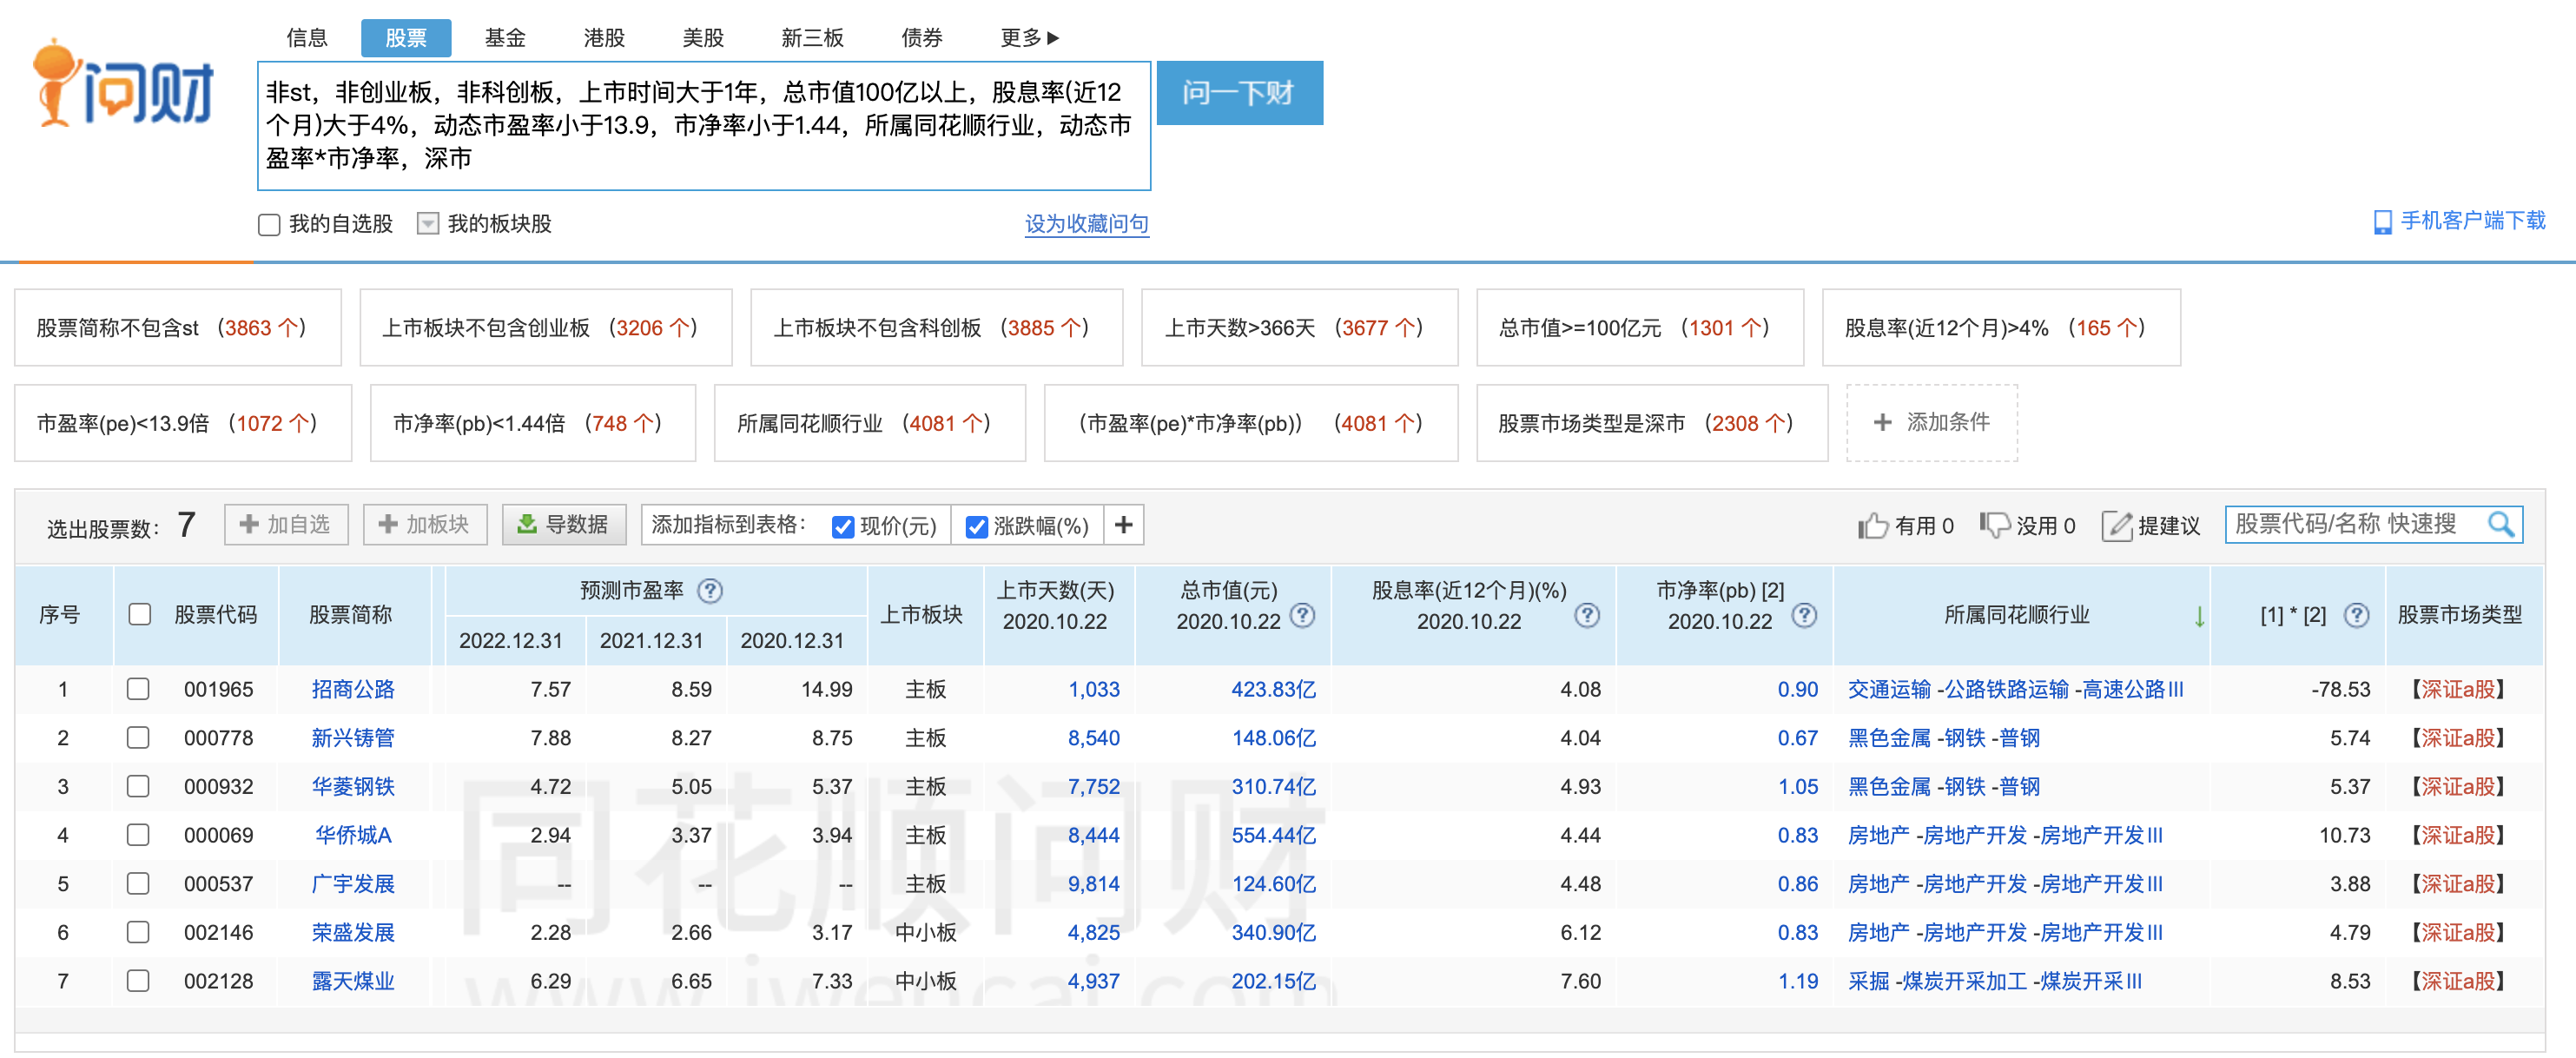 信息 股票 基金 港股 美股 新三板 债券 更多
问财
非st，非创业板，非科创板，上市时间大于1年，总市值100亿以上，股息率(近12
个月)大于4%，动态市盈率小于13.9，市净率小于1.44，所属同花顺行业，动态市
盈率*市净率，深市
问一下财
我的自选股 我的板块股 设为收藏问句 手机客户端下载
股票简称不包含st （3863 个） 上市板块不包含创业板 （3206 个） 上市板块不包含科创板 （3885 个） 上市天数>366天 （3677 个） 总市值>=100亿元 （1301 个） 股息率(近12个月)>4% （165 个）
市盈率(pe)<13.9倍 （1072 个） 市净率(pb)<1.44倍 （748 个） 所属同花顺行业 （4081 个） （市盈率(pe)*市净率(pb)） （4081 个） 股票市场类型是深市 （2308 个） + 添加条件
选出股票数： 7 加自选 加板块 导数据 添加指标到表格： 现价(元) 涨跌幅(%) + 有用 0 没用 0 提建议 股票代码/名称 快速搜
序号 股票代码 股票简称 预测市盈率 ? 上市板块 上市天数(天) 总市值(元) ? 股息率(近12个月)(%) ? 市净率(pb) [2] ? 所属同花顺行业 ↓ [1] * [2] ? 股票市场类型
2022.12.31 2021.12.31 2020.12.31 2020.10.22 2020.10.22 2020.10.22 2020.10.22
1 001965 招商公路 7.57 8.59 14.99 主板 1,033 423.83亿 4.08 0.90 交通运输 -公路铁路运输 -高速公路Ⅲ -78.53 【深证a股】
2 000778 新兴铸管 7.88 8.27 8.75 主板 8,540 148.06亿 4.04 0.67 黑色金属 -钢铁 -普钢 5.74 【深证a股】
3 000932 华菱钢铁 4.72 5.05 5.37 主板 7,752 310.74亿 4.93 1.05 黑色金属 -钢铁 -普钢 5.37 【深证a股】
4 000069 华侨城A 2.94 3.37 3.94 主板 8,444 554.44亿 4.44 0.83 房地产 -房地产开发 -房地产开发Ⅲ 10.73 【深证a股】
5 000537 广宇发展 -- -- -- 主板 9,814 124.60亿 4.48 0.86 房地产 -房地产开发 -房地产开发Ⅲ 3.88 【深证a股】
6 002146 荣盛发展 2.28 2.66 3.17 中小板 4,825 340.90亿 6.12 0.83 房地产 -房地产开发 -房地产开发Ⅲ 4.79 【深证a股】
7 002128 露天煤业 6.29 6.65 7.33 中小板 4,937 202.15亿 7.60 1.19 采掘 -煤炭开采加工 -煤炭开采Ⅲ 8.53 【深证a股】
同花顺问财
www.iwencai.com